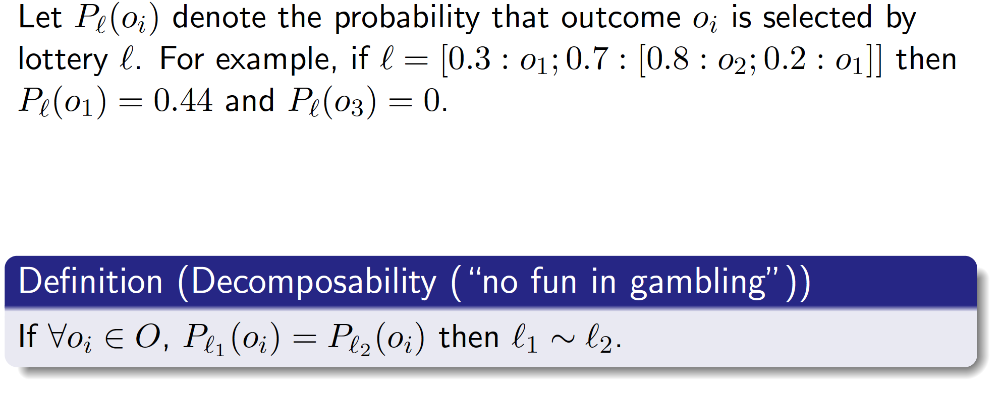 Let $P_\ell(o_i)$ denote the probability that outcome $o_i$ is selected by
lottery $\ell$. For example, if $\ell = [0.3 : o_1; 0.7 : [0.8 : o_2; 0.2 : o_1]]$ then
$P_\ell(o_1) = 0.44$ and $P_\ell(o_3) = 0$.
Definition (Decomposability (“no fun in gambling”))
If $\forall o_i \in O$, $P_{\ell_1}(o_i) = P_{\ell_2}(o_i)$ then $\ell_1 \sim \ell_2$.